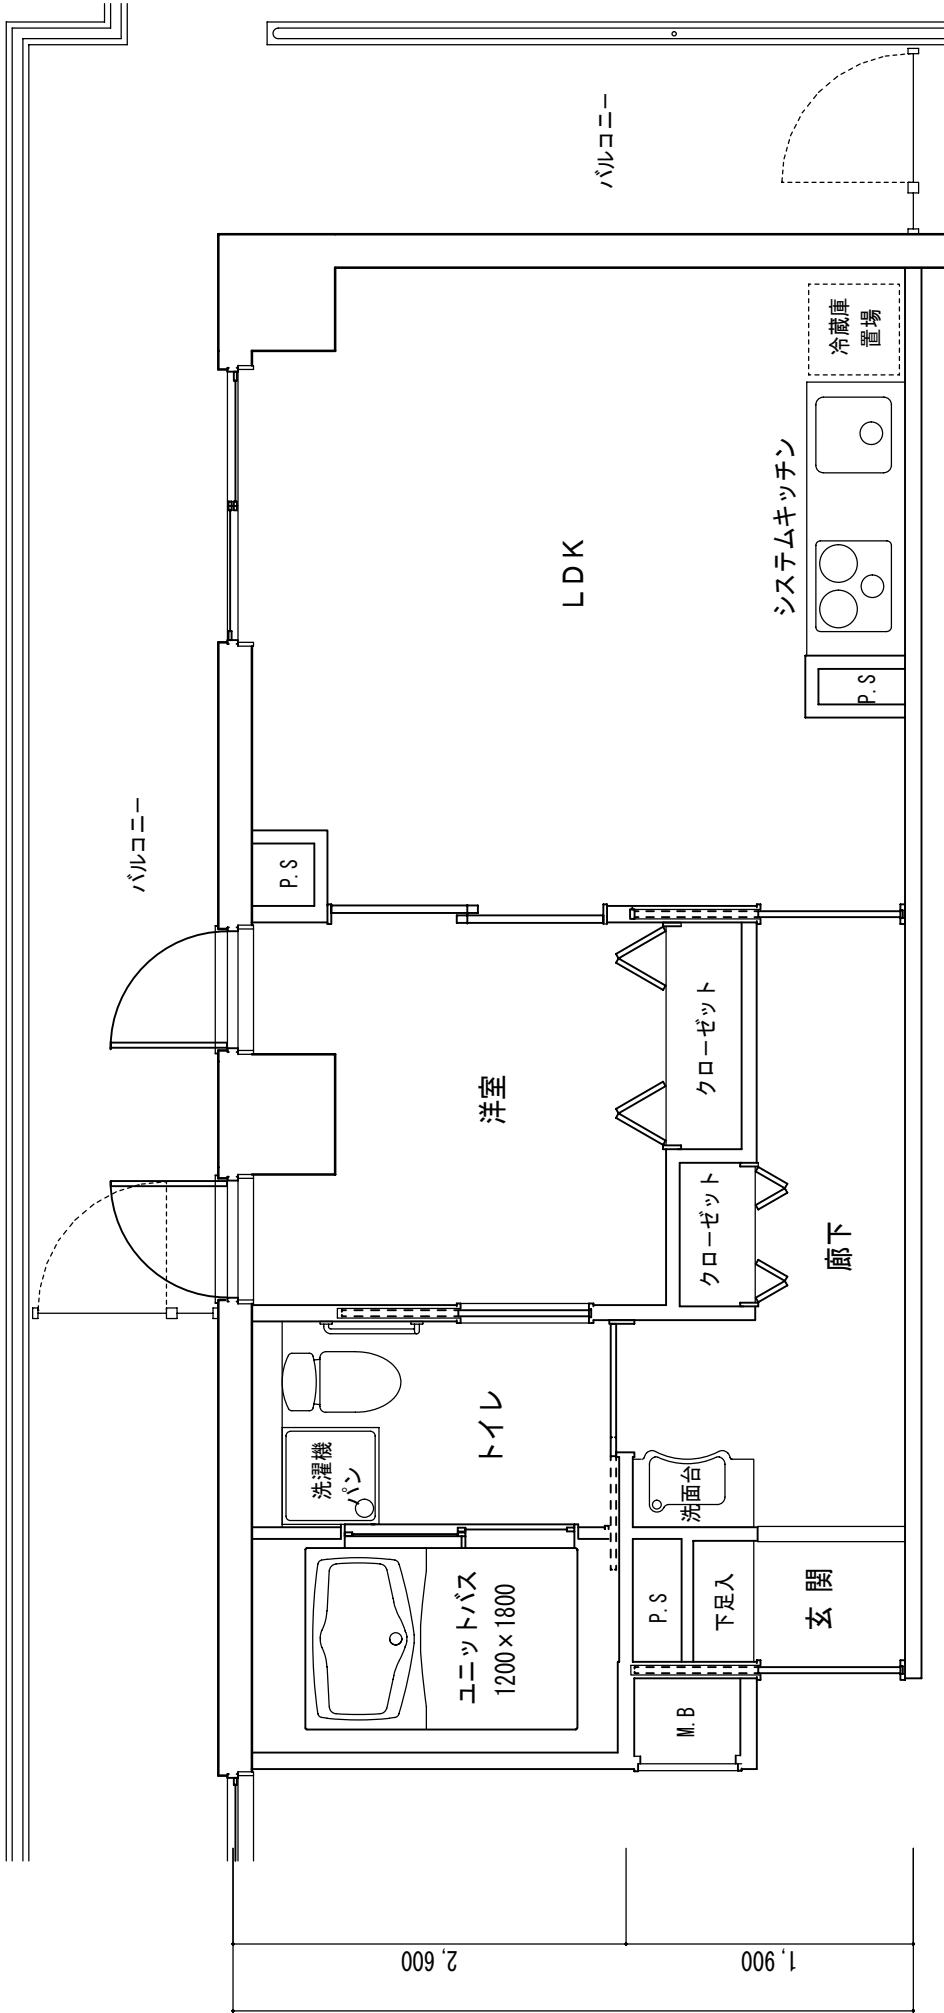 バルコニー
バルコニー
冷蔵庫
置場
システムキッチン
LDK
P.S
P.S
洋室
クローゼット
クローゼット
廊下
トイレ
洗濯機
パン
洗面台
ユニットバス
1200×1800
P.S
下足入
玄関
M.B
2,600
1,900